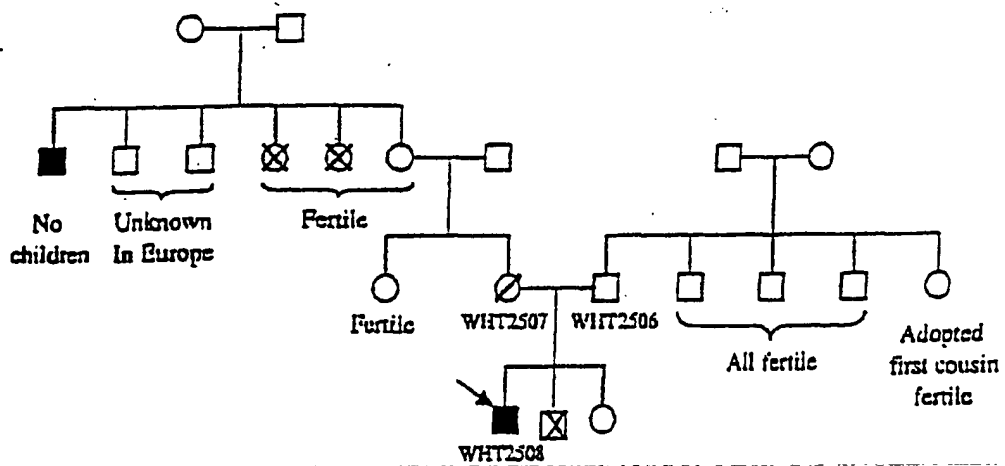 No
children
Unknown
In Europe
Fertile
Fertile
WHT2507
WHT2506
All fertile
Adopted
first cousin
fertile
WHT2508